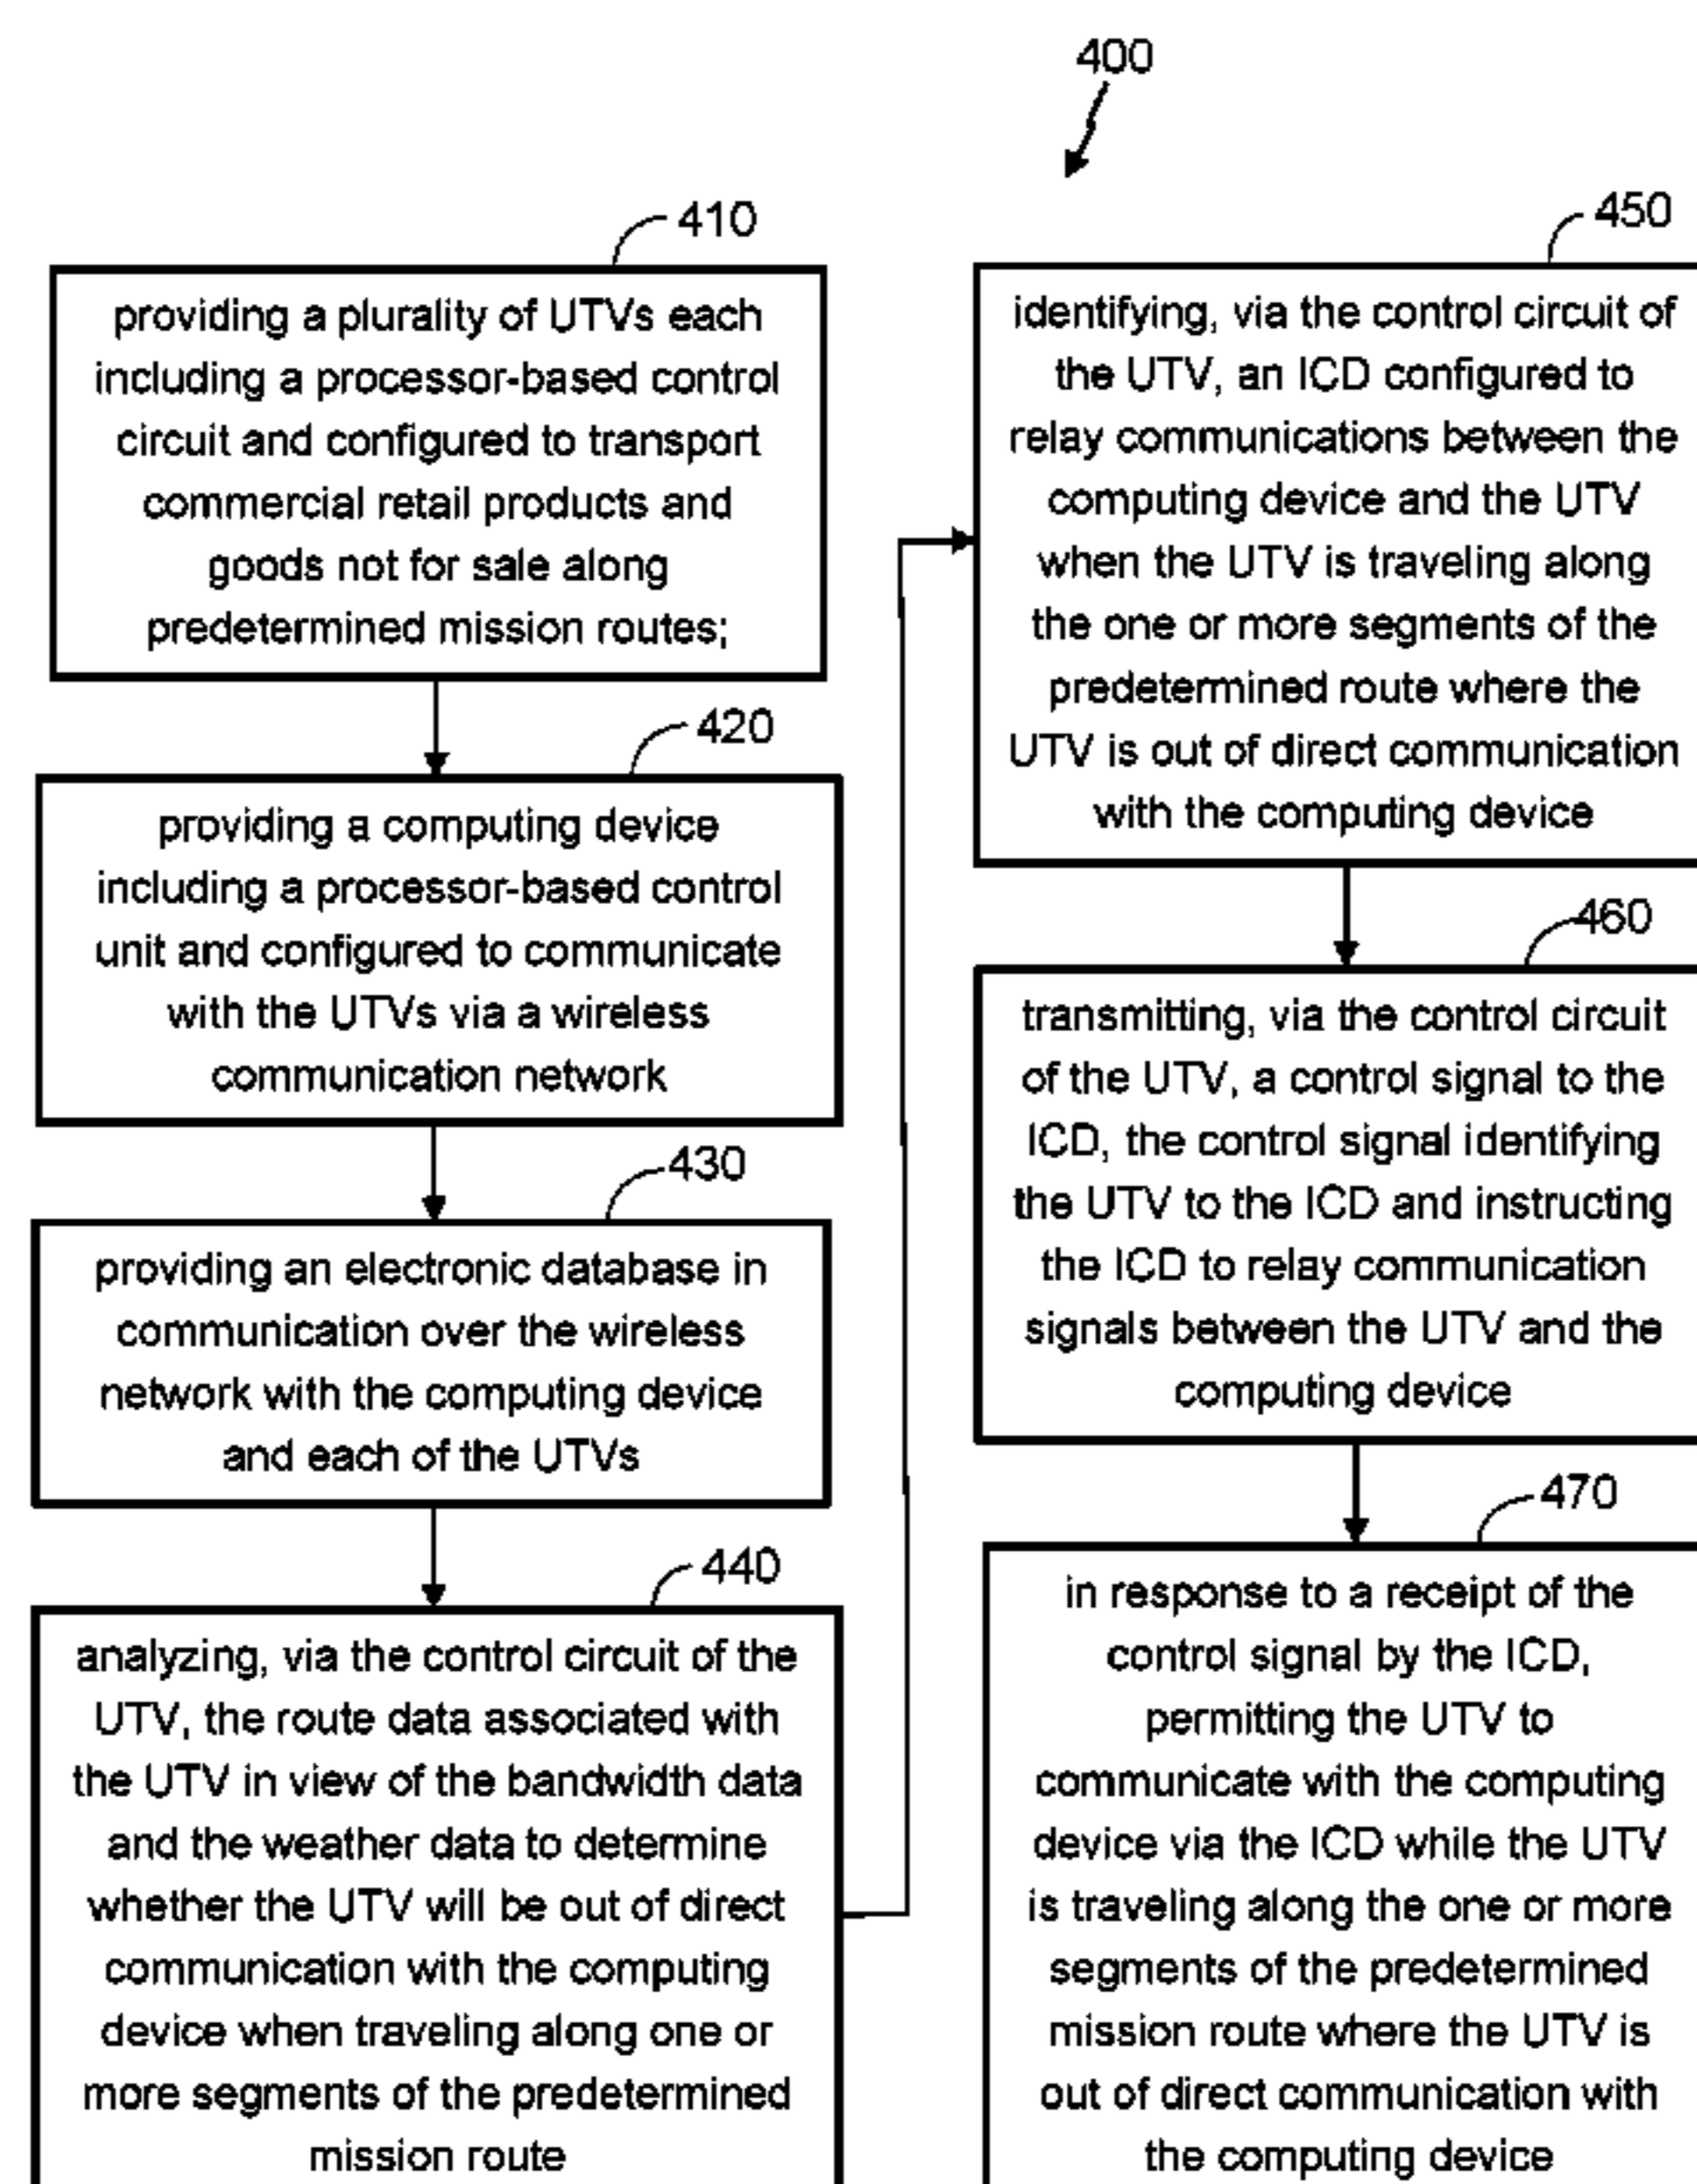 400
410
providing a plurality of UTVs each
including a processor-based control
circuit and configured to transport
commercial retail products and
goods not for sale along
predetermined mission routes;
420
providing a computing device
including a processor-based control
unit and configured to communicate
with the UTVs via a wireless
communication network
430
providing an electronic database in
communication over the wireless
network with the computing device
and each of the UTVs
440
analyzing, via the control circuit of the
UTV, the route data associated with
the UTV in view of the bandwidth data
and the weather data to determine
whether the UTV will be out of direct
communication with the computing
device when traveling along one or
more segments of the predetermined
mission route
450
identifying, via the control circuit of
the UTV, an ICD configured to
relay communications between the
computing device and the UTV
when the UTV is traveling along
the one or more segments of the
predetermined route where the
UTV is out of direct communication
with the computing device
460
transmitting, via the control circuit
of the UTV, a control signal to the
ICD, the control signal identifying
the UTV to the ICD and instructing
the ICD to relay communication
signals between the UTV and the
computing device
470
in response to a receipt of the
control signal by the ICD,
permitting the UTV to
communicate with the computing
device via the ICD while the UTV
is traveling along the one or more
segments of the predetermined
mission route where the UTV is
out of direct communication with
the computing device